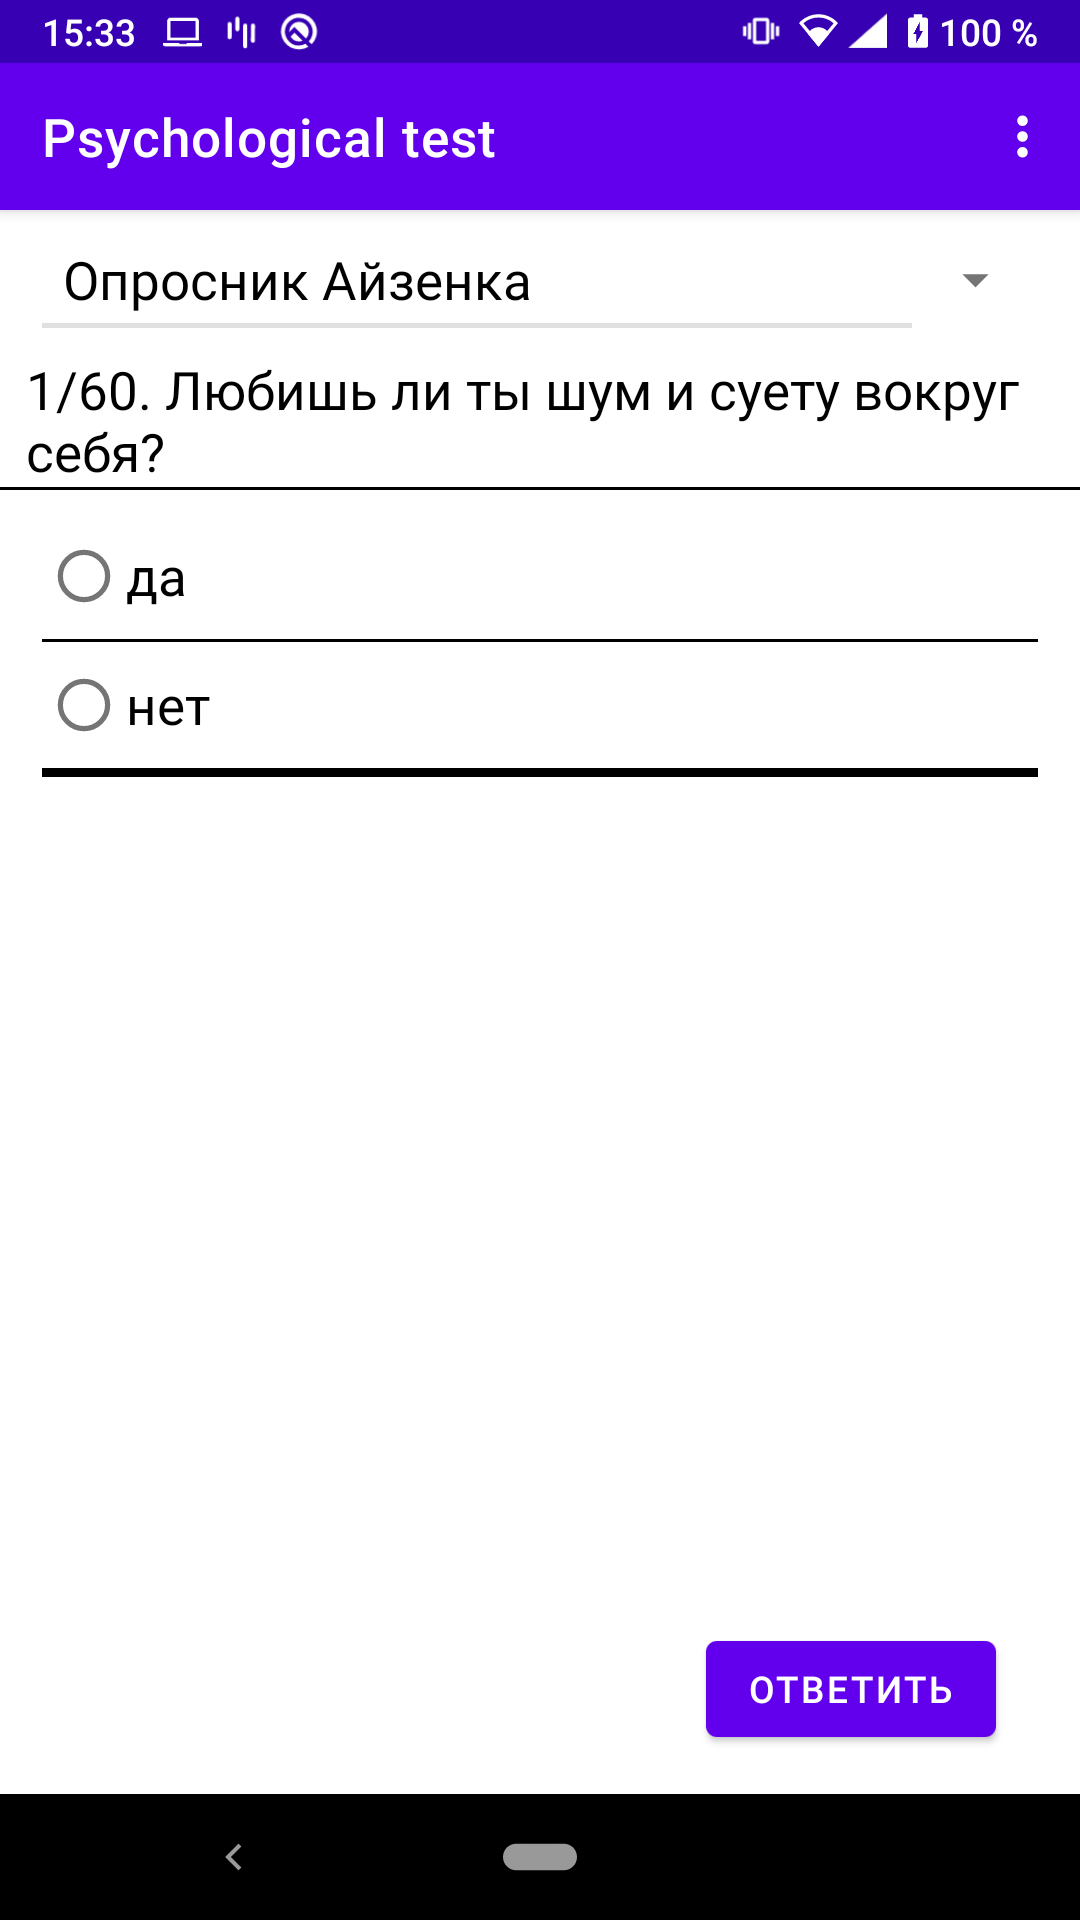 15:33 100 %
Psychological test
Опросник Айзенка
1/60. Любишь ли ты шум и суету вокруг
себя?
да
нет
ОТВЕТИТЬ